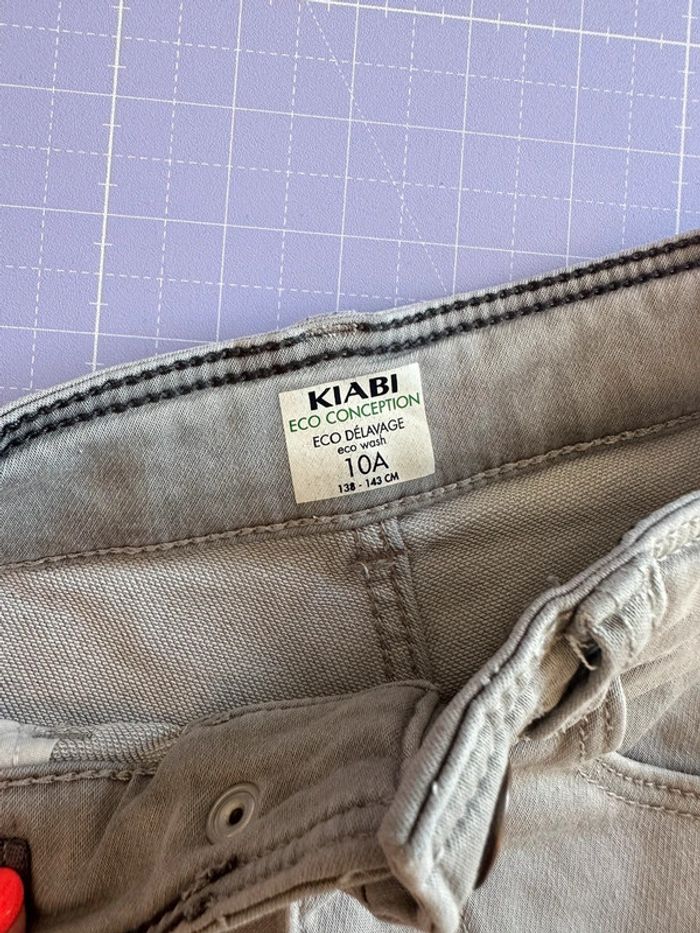 KIABI
ECO CONCEPTION
ECO DÉLAVAGE
eco wash
10A
138 - 143 CM